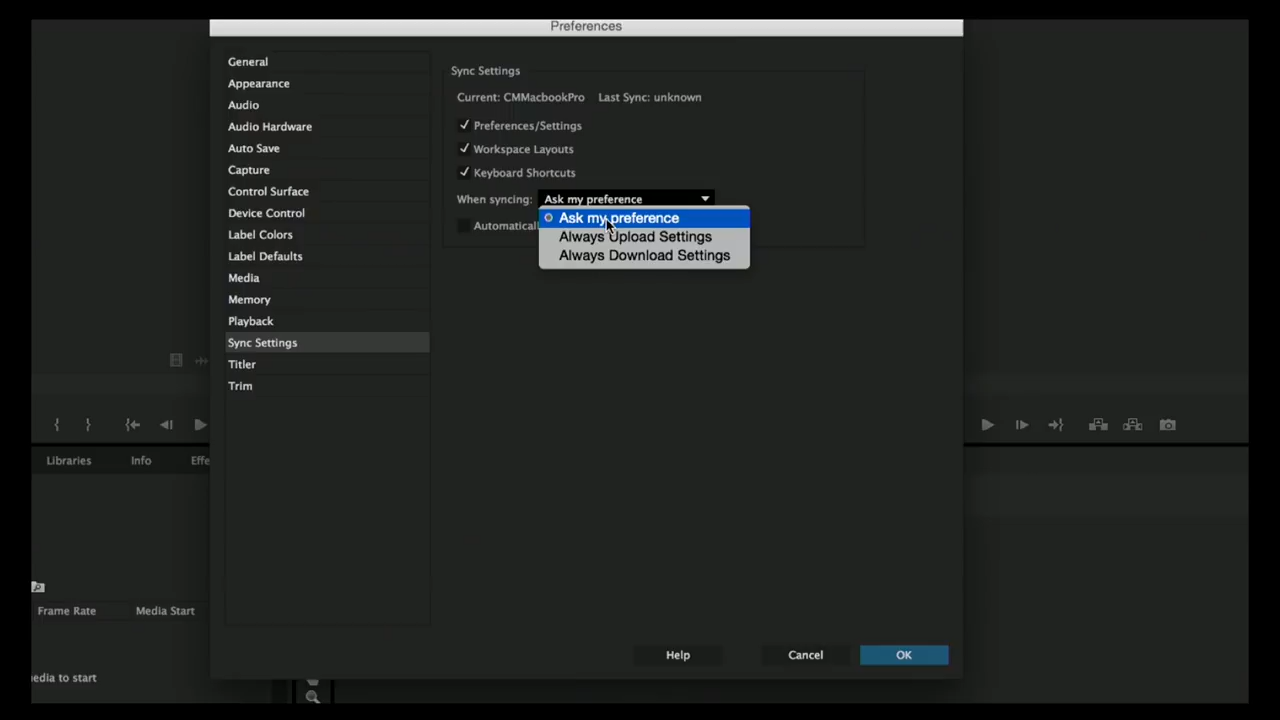 Preferences
General
Appearance
Audio
Audio Hardware
Auto Save
Capture
Control Surface
Device Control
Label Colors
Label Defaults
Media
Memory
Playback
Sync Settings
Titler
Trim
Sync Settings
Current: CMMacbookPro Last Sync: unknown
Preferences/Settings
Workspace Layouts
Keyboard Shortcuts
When syncing: Ask my preference
Automaticall
Ask my preference
Always Upload Settings
Always Download Settings
Help Cancel OK
Libraries Info Effe
Frame Rate Media Start
edia to start